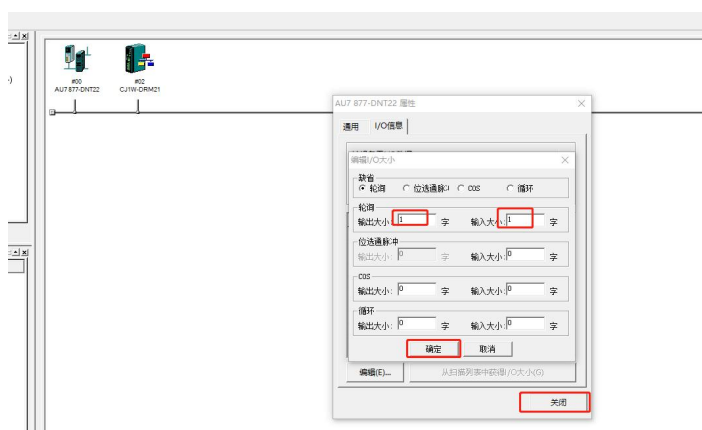 #00
AU7 877-DNT22
#02
CJ1W-DRM21
AU7 877-DNT22 属性
通用 I/O信息
编辑I/O大小
缺省
轮询 位选通脉冲 COS 循环
轮询
输出大小: 1 字 输入大小: 1 字
位选通脉冲
输出大小: 0 字 输入大小: 0 字
COS
输出大小: 0 字 输入大小: 0 字
循环
输出大小: 0 字 输入大小: 0 字
确定 取消
编辑(E)... 从扫描列表中获得I/O大小(G)
关闭